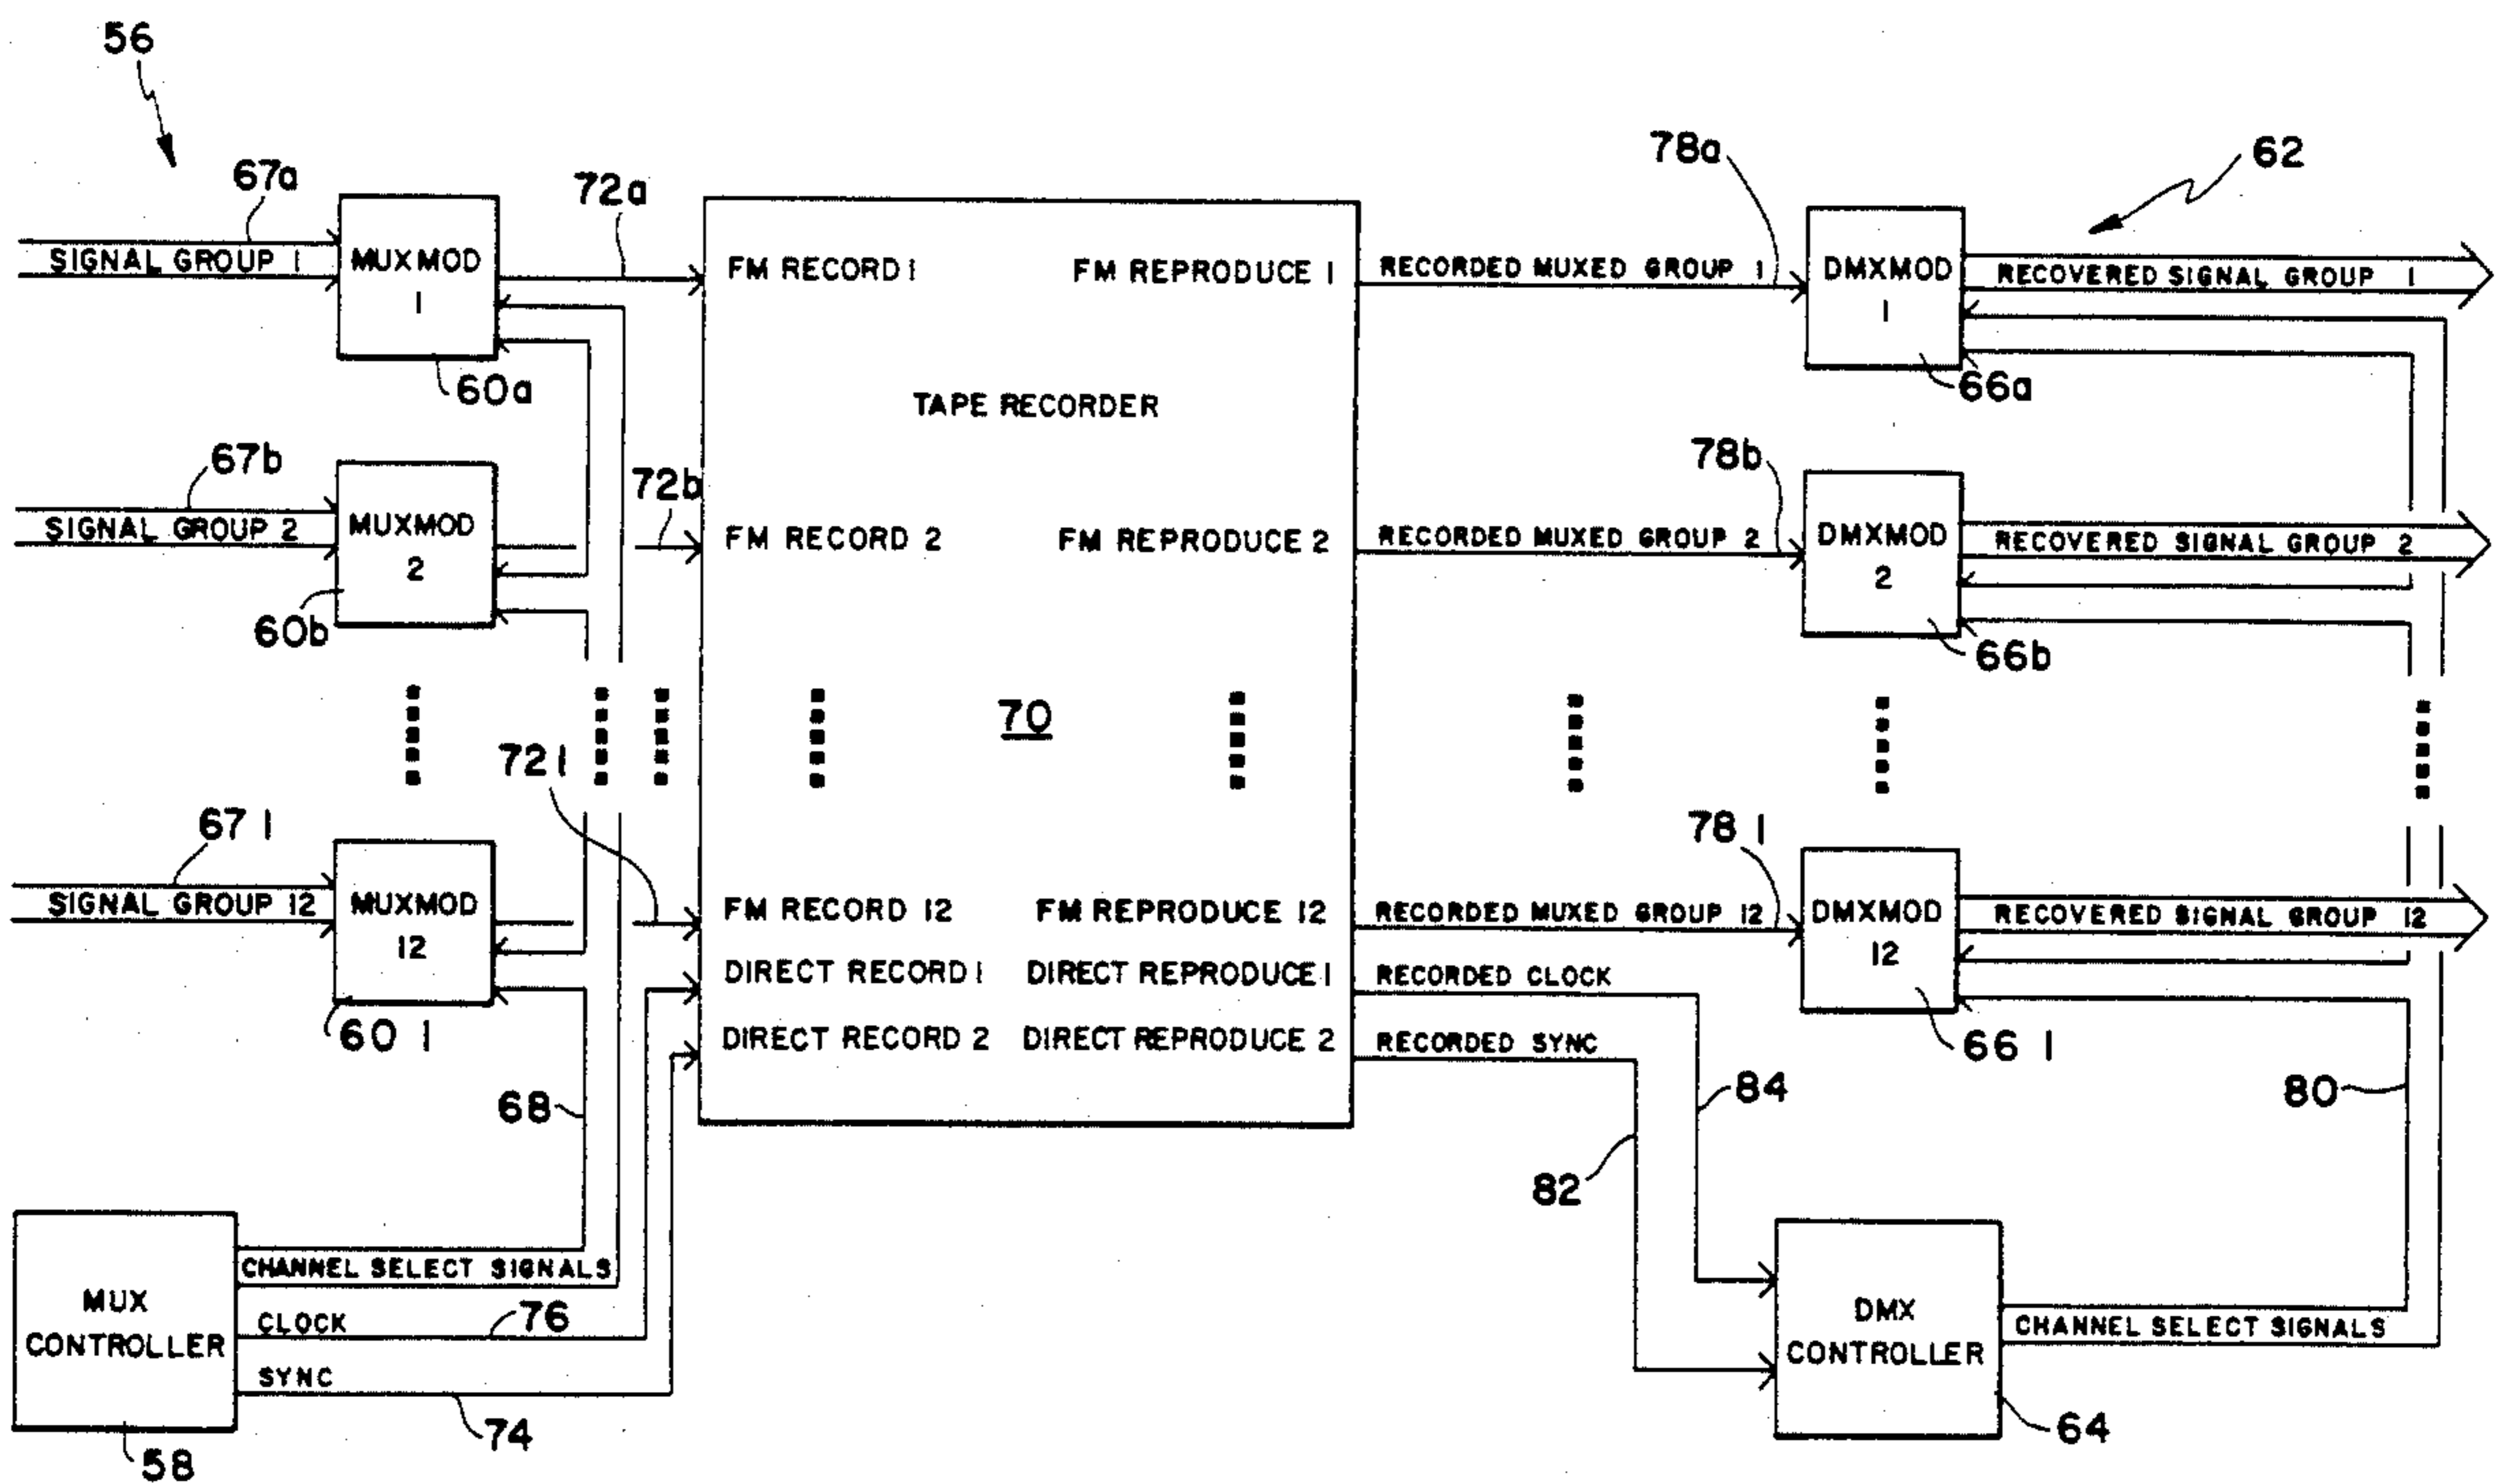 56
62
67a
72a
78a
SIGNAL GROUP 1
MUXMOD
1
FM RECORD 1
FM REPRODUCE 1
RECORDED MUXED GROUP 1
DMXMOD
1
RECOVERED SIGNAL GROUP 1
60a
66a
TAPE RECORDER
67b
72b
78b
SIGNAL GROUP 2
MUXMOD
2
FM RECORD 2
FM REPRODUCE 2
RECORDED MUXED GROUP 2
DMXMOD
2
RECOVERED SIGNAL GROUP 2
60b
66b
70
67 l
72 l
78 l
SIGNAL GROUP 12
MUXMOD
12
FM RECORD 12
FM REPRODUCE 12
RECORDED MUXED GROUP 12
DMXMOD
12
RECOVERED SIGNAL GROUP 12
DIRECT RECORD 1
DIRECT REPRODUCE 1
RECORDED CLOCK
DIRECT RECORD 2
DIRECT REPRODUCE 2
RECORDED SYNC
60 l
66 l
68
84
80
82
MUX
CONTROLLER
CHANNEL SELECT SIGNALS
CLOCK
76
SYNC
74
58
DMX
CONTROLLER
CHANNEL SELECT SIGNALS
64